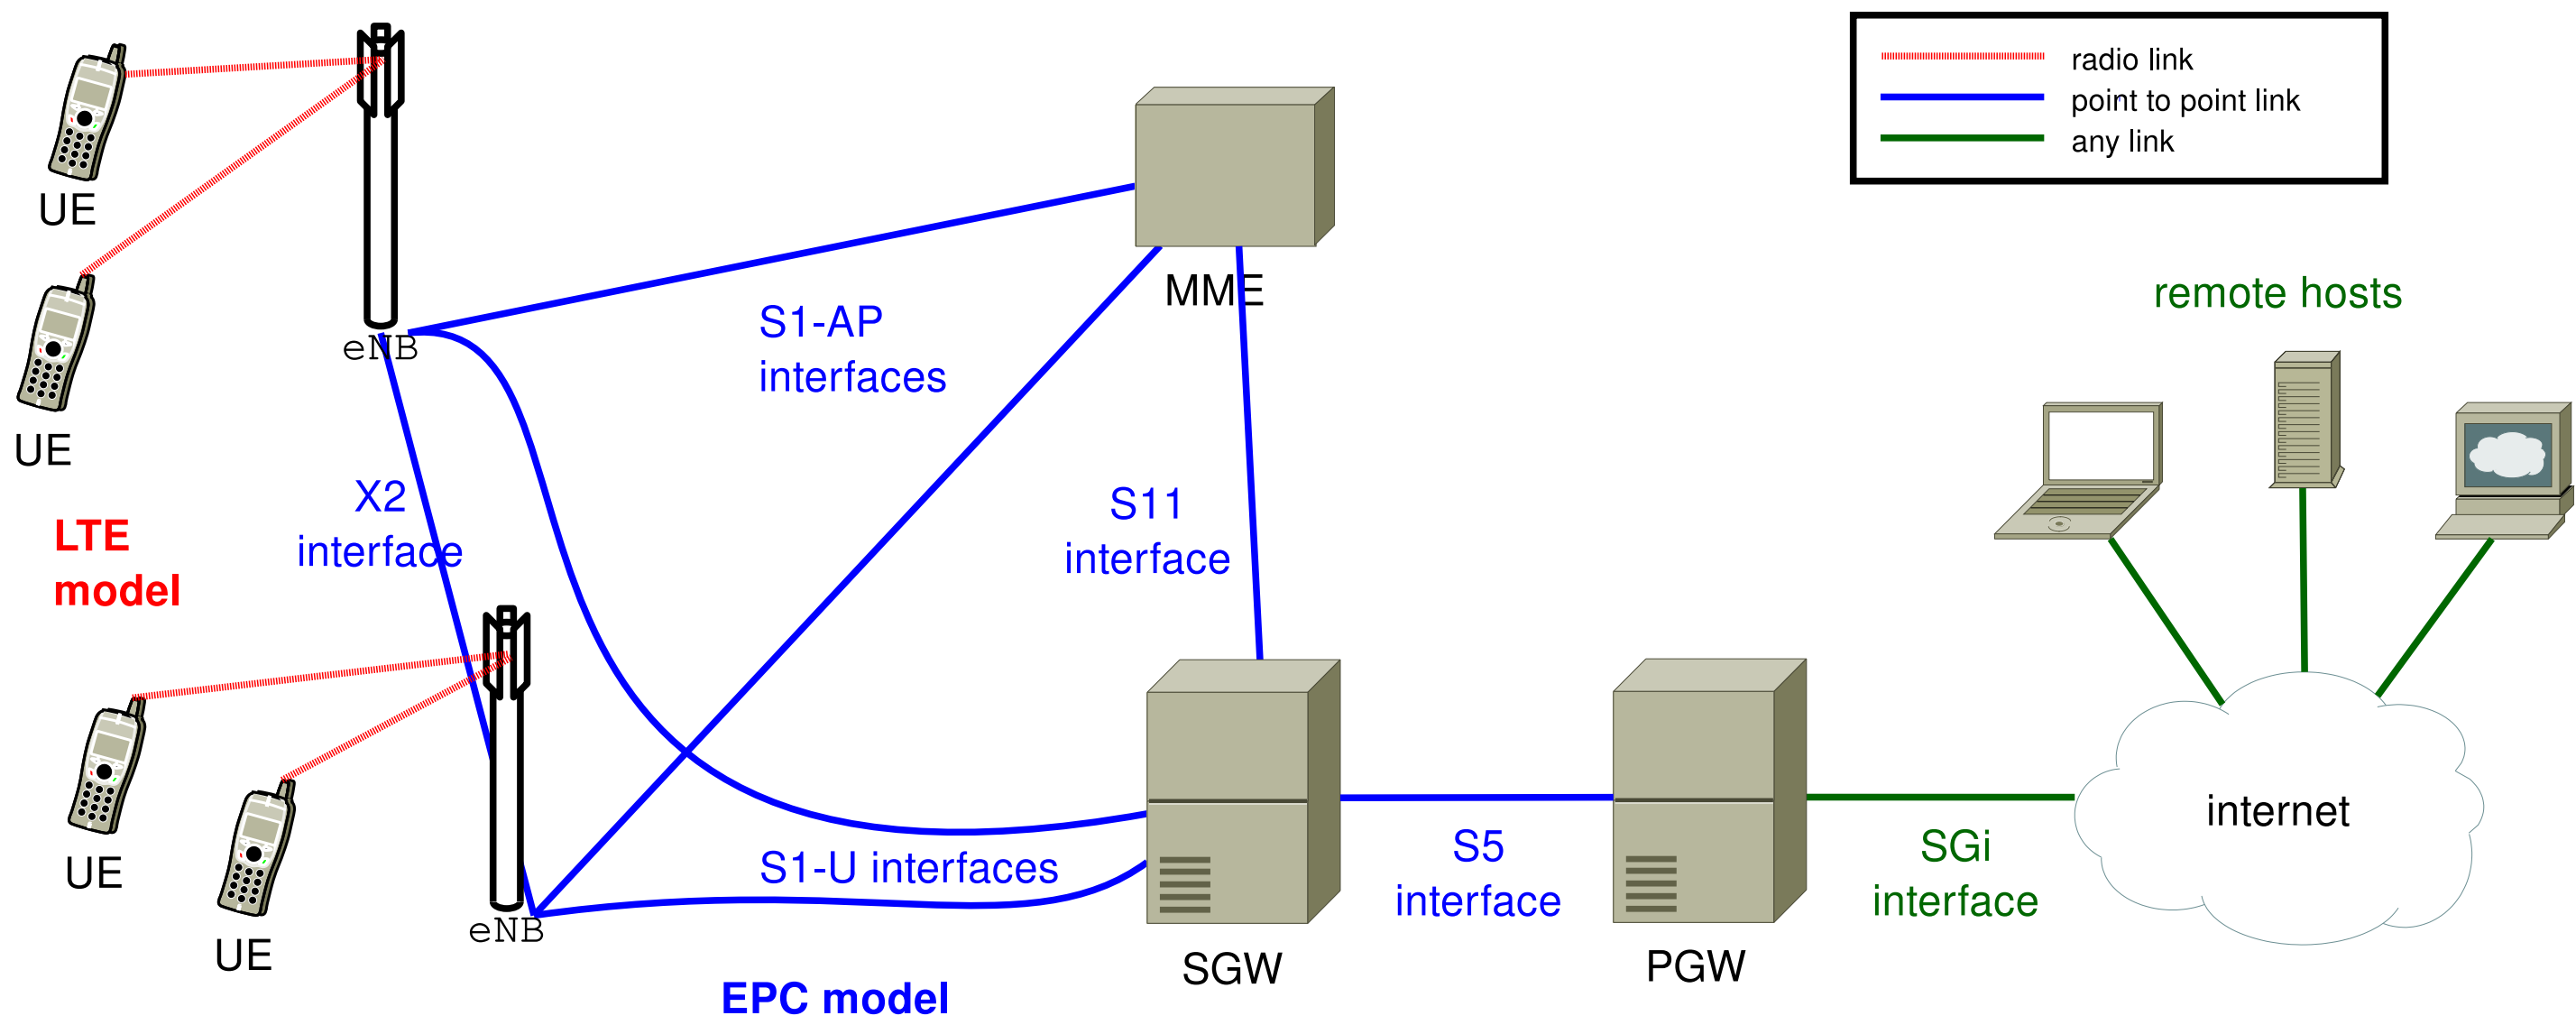 radio link
point to point link
any link
UE
UE
eNB
MME
remote hosts
S1-AP
interfaces
X2
interface
S11
interface
LTE
model
UE
UE
eNB
S1-U interfaces
S5
interface
SGi
interface
internet
SGW
PGW
EPC model